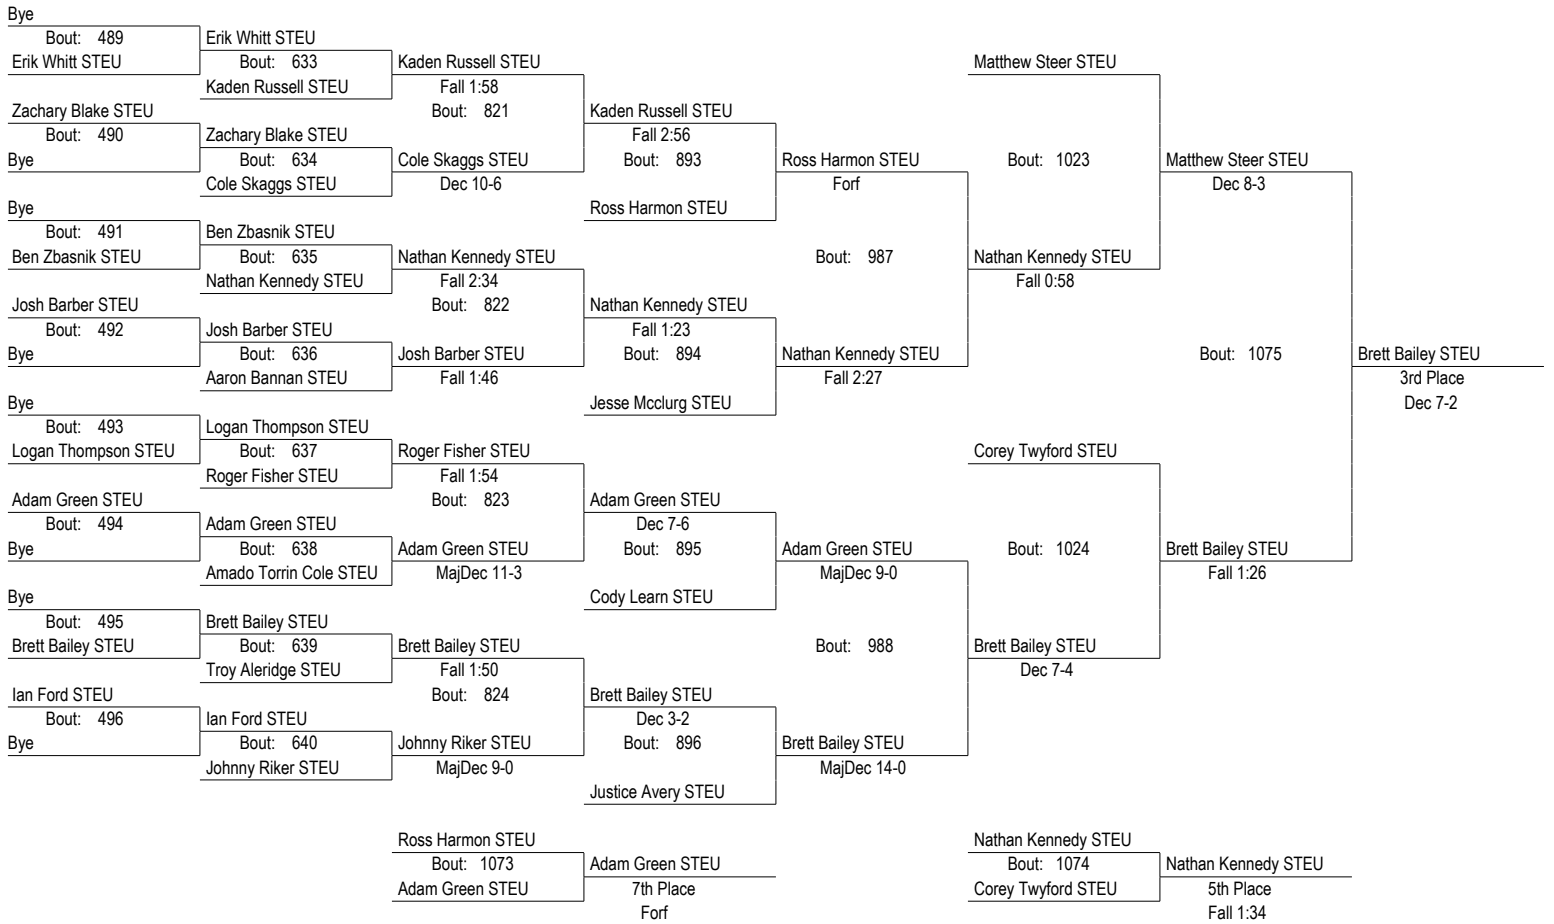 Bye
Bout: 489 Erik Whitt STEU
Erik Whitt STEU Bout: 633 Kaden Russell STEU Matthew Steer STEU
Kaden Russell STEU Fall 1:58
Zachary Blake STEU Bout: 821 Kaden Russell STEU
Bout: 490 Zachary Blake STEU Fall 2:56
Bye Bout: 634 Cole Skaggs STEU Bout: 893 Ross Harmon STEU Bout: 1023 Matthew Steer STEU
Cole Skaggs STEU Dec 10-6 Forf Dec 8-3
Bye Ross Harmon STEU
Bout: 491 Ben Zbasnik STEU
Ben Zbasnik STEU Bout: 635 Nathan Kennedy STEU Bout: 987 Nathan Kennedy STEU
Nathan Kennedy STEU Fall 2:34 Fall 0:58
Josh Barber STEU Bout: 822 Nathan Kennedy STEU
Bout: 492 Josh Barber STEU Fall 1:23
Bye Bout: 636 Josh Barber STEU Bout: 894 Nathan Kennedy STEU Bout: 1075 Brett Bailey STEU
Aaron Bannan STEU Fall 1:46 Fall 2:27 3rd Place
Bye Jesse Mcclurg STEU Dec 7-2
Bout: 493 Logan Thompson STEU
Logan Thompson STEU Bout: 637 Roger Fisher STEU Corey Twyford STEU
Roger Fisher STEU Fall 1:54
Adam Green STEU Bout: 823 Adam Green STEU
Bout: 494 Adam Green STEU Dec 7-6
Bye Bout: 638 Adam Green STEU Bout: 895 Adam Green STEU Bout: 1024 Brett Bailey STEU
Amado Torrin Cole STEU MajDec 11-3 MajDec 9-0 Fall 1:26
Bye Cody Learn STEU
Bout: 495 Brett Bailey STEU
Brett Bailey STEU Bout: 639 Brett Bailey STEU Bout: 988 Brett Bailey STEU
Troy Aleridge STEU Fall 1:50 Dec 7-4
Ian Ford STEU Bout: 824 Brett Bailey STEU
Bout: 496 Ian Ford STEU Dec 3-2
Bye Bout: 640 Johnny Riker STEU Bout: 896 Brett Bailey STEU
Johnny Riker STEU MajDec 9-0 MajDec 14-0
Justice Avery STEU
Ross Harmon STEU Nathan Kennedy STEU
Bout: 1073 Adam Green STEU Bout: 1074 Nathan Kennedy STEU
Adam Green STEU 7th Place Corey Twyford STEU 5th Place
Forf Fall 1:34